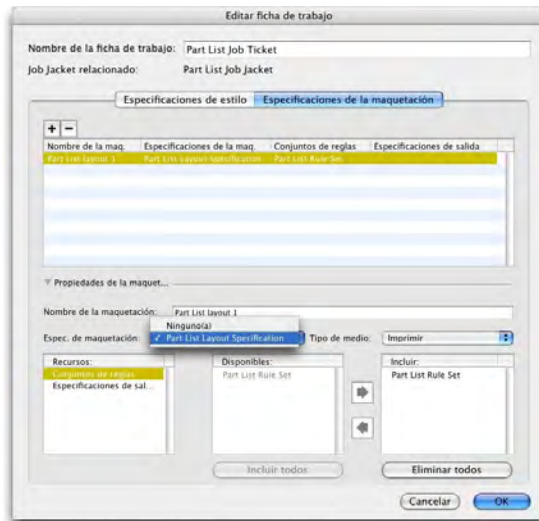 Editar ficha de trabajo
Nombre de la ficha de trabajo: Part List Job Ticket
Job Jacket relacionado: Part List Job Jacket
Especificaciones de estilo Especificaciones de la maquetación
+ −
Nombre de la maq. Especificaciones de la maq. Conjuntos de reglas Especificaciones de salida
Part List layout 1 Part List Layout Specification Part List Rule Set
Propiedades de la maquet...
Nombre de la maquetación: Part List layout 1
Ninguno(a)
Espec. de maquetación: ✓ Part List Layout Specification Tipo de medio: Imprimir
Recursos: Disponibles: Incluir:
Conjuntos de reglas Part List Rule Set Part List Rule Set
Especificaciones de sal...
Incluir todos Eliminar todos
Cancelar OK